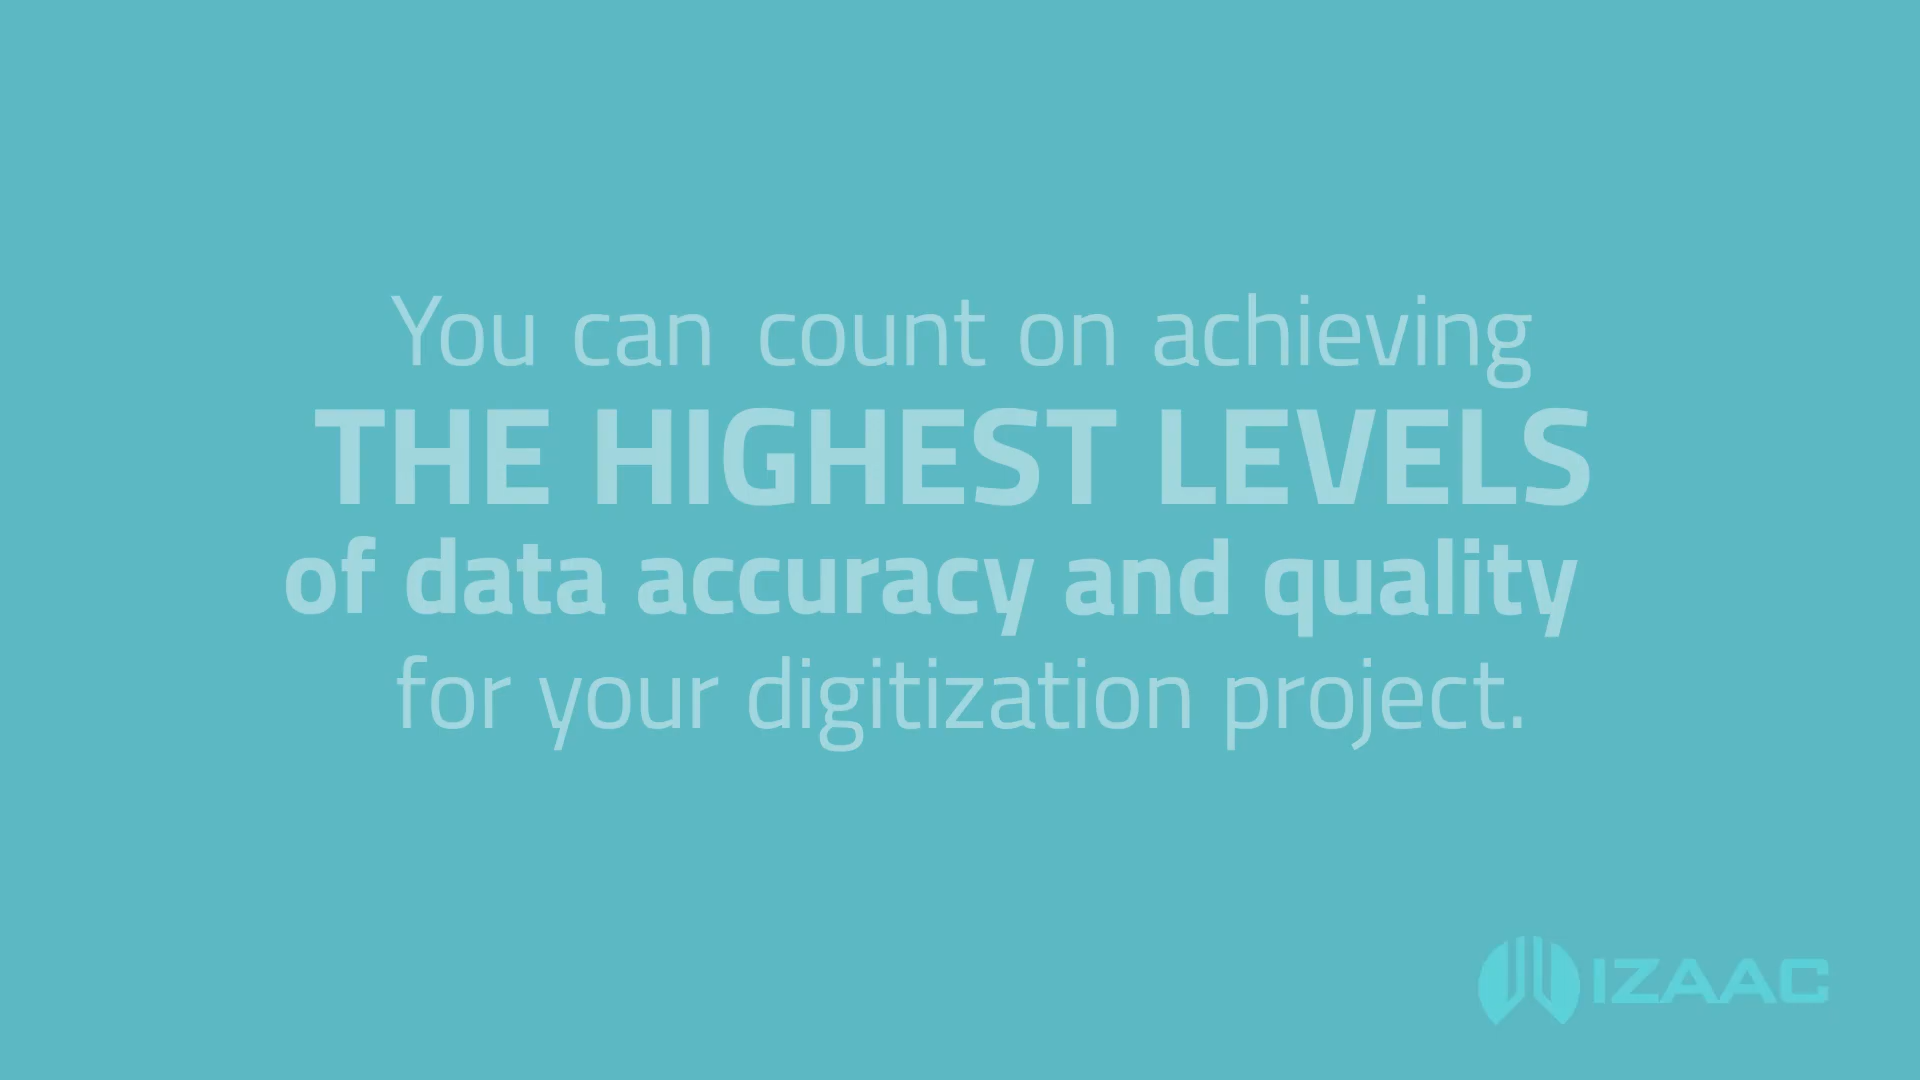 You can count on achieving
THE HIGHEST LEVELS
of data accuracy and quality
for your digitization project.
IZAAC